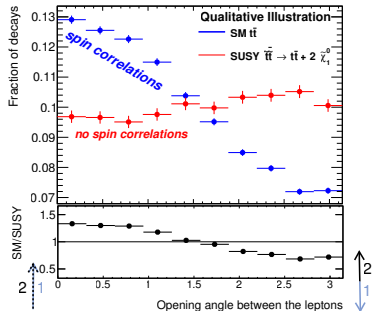 Qualitative Illustration
SM tt̄
SUSY t̃t̃̄ → tt̄ + 2 χ̃₁⁰
spin correlations
no spin correlations
Fraction of decays
0.13
0.12
0.11
0.1
0.09
0.08
0.07
SM/SUSY
1.5
1
0.5
0 0.5 1 1.5 2 2.5 3
Opening angle between the leptons
2 1
2
1